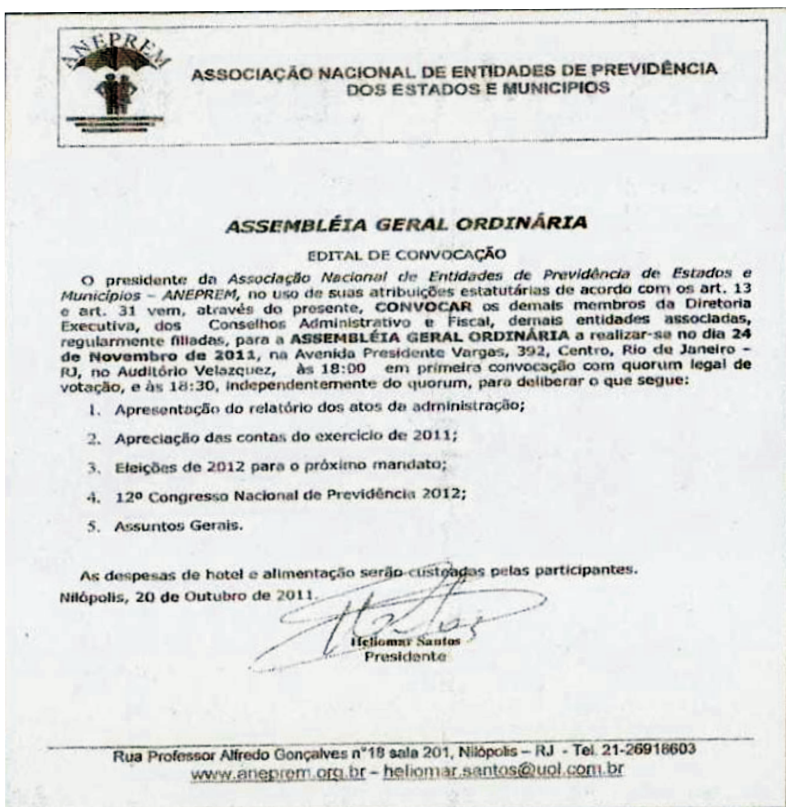 ANEPREM
ASSOCIAÇÃO NACIONAL DE ENTIDADES DE PREVIDÊNCIA
DOS ESTADOS E MUNICIPIOS
ASSEMBLÉIA GERAL ORDINÁRIA
EDITAL DE CONVOCAÇÃO
O presidente da Associação Nacional de Entidades de Previdência de Estados e
Municípios – ANEPREM, no uso de suas atribuições estatutárias de acordo com os art. 13
e art. 31 vem, através do presente, CONVOCAR os demais membros da Diretoria
Executiva, dos Conselhos Administrativo e Fiscal, demais entidades associadas,
regularmente filiadas, para a ASSEMBLÉIA GERAL ORDINÁRIA a realizar-se no dia 24
de Novembro de 2011, na Avenida Presidente Vargas, 392, Centro, Rio de Janeiro –
RJ, no Auditório Velazquez, às 18:00 em primeira convocação com quorum legal de
votação, e às 18:30, independentemente do quorum, para deliberar o que segue:
1. Apresentação do relatório dos atos da administração;
2. Apreciação das contas do exercicio de 2011;
3. Eleições de 2012 para o próximo mandato;
4. 12º Congresso Nacional de Previdência 2012;
5. Assuntos Gerais.
As despesas de hotel e alimentação serão custeadas pelas participantes.
Nilópolis, 20 de Outubro de 2011.
Heliomar Santos
Presidente
Rua Professor Alfredo Gonçalves nº18 sala 201, Nilópolis – RJ - Tel. 21-26918603
www.aneprem.org.br – heliomar.santos@uol.com.br